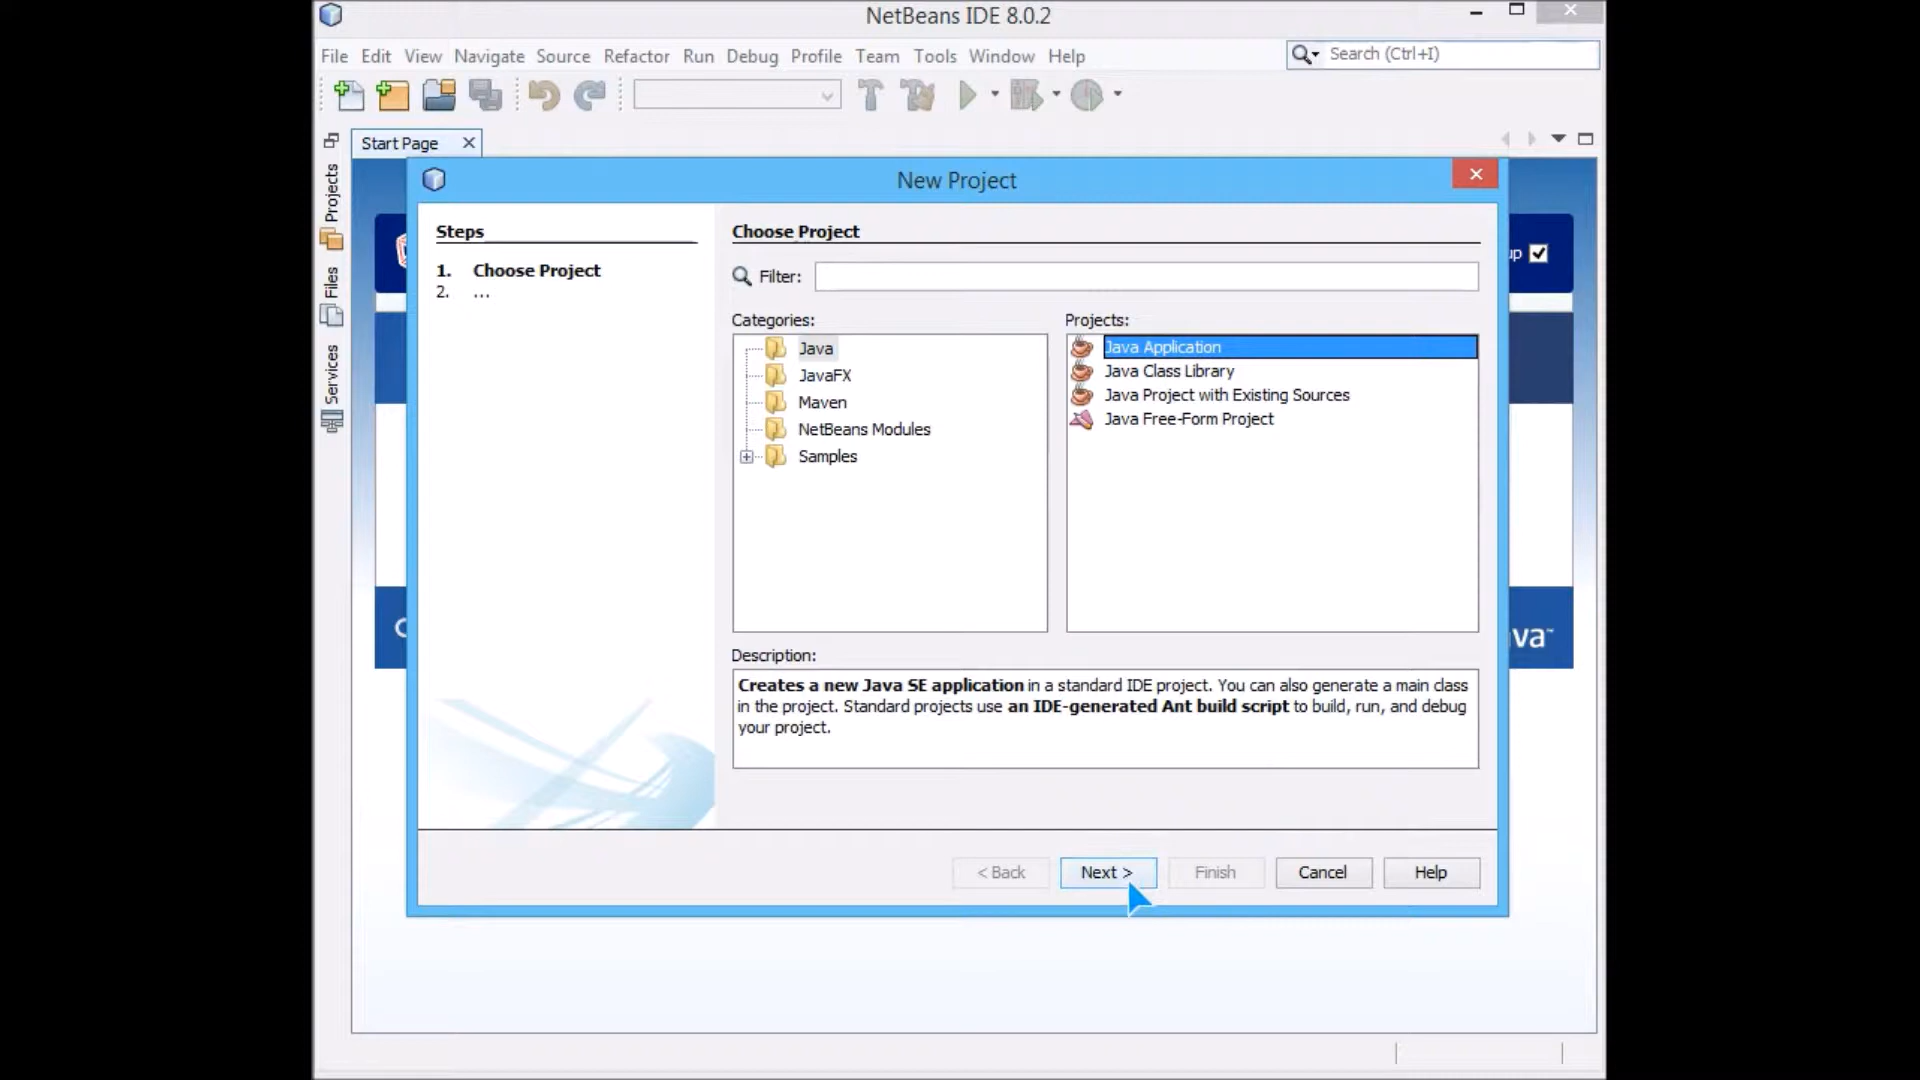 NetBeans IDE 8.0.2
File Edit View Navigate Source Refactor Run Debug Profile Team Tools Window Help
Search (Ctrl+I)
Start Page
Projects
Files
Services
New Project
Steps
1. Choose Project
2. ...
Choose Project
Filter:
Categories:
Java
JavaFX
Maven
NetBeans Modules
Samples
Projects:
Java Application
Java Class Library
Java Project with Existing Sources
Java Free-Form Project
Description:
Creates a new Java SE application in a standard IDE project. You can also generate a main class
in the project. Standard projects use an IDE-generated Ant build script to build, run, and debug
your project.
< Back
Next >
Finish
Cancel
Help